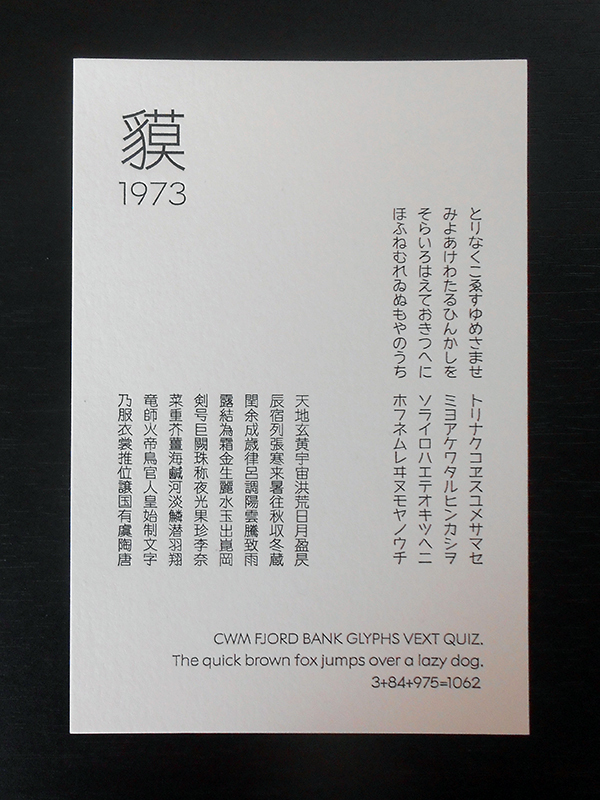 貘
1973
とりなくこゑすゆめさませ
みよあけわたるひんかしを
そらいろはえておきつへに
ほふねむれゐぬもやのうち
トリナクコヱスユメサマセ
ミヨアケワタルヒンカシヲ
ソライロハエテオキツヘニ
ホフネムレヰヌモヤノウチ
天地玄黄宇宙洪荒日月盈昃
辰宿列張寒来暑往秋収冬蔵
閏余成歳律呂調陽雲騰致雨
露結為霜金生麗水玉出崑岡
剣号巨闕珠称夜光果珍李奈
菜重芥薑海鹹河淡鱗潜羽翔
竜師火帝鳥官人皇始制文字
乃服衣裳推位譲国有虞陶唐
CWM FJORD BANK GLYPHS VEXT QUIZ.
The quick brown fox jumps over a lazy dog.
3+84+975=1062